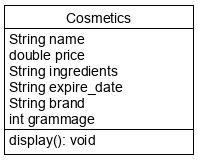 Cosmetics
String name
double price
String ingredients
String expire_date
String brand
int grammage
display(): void